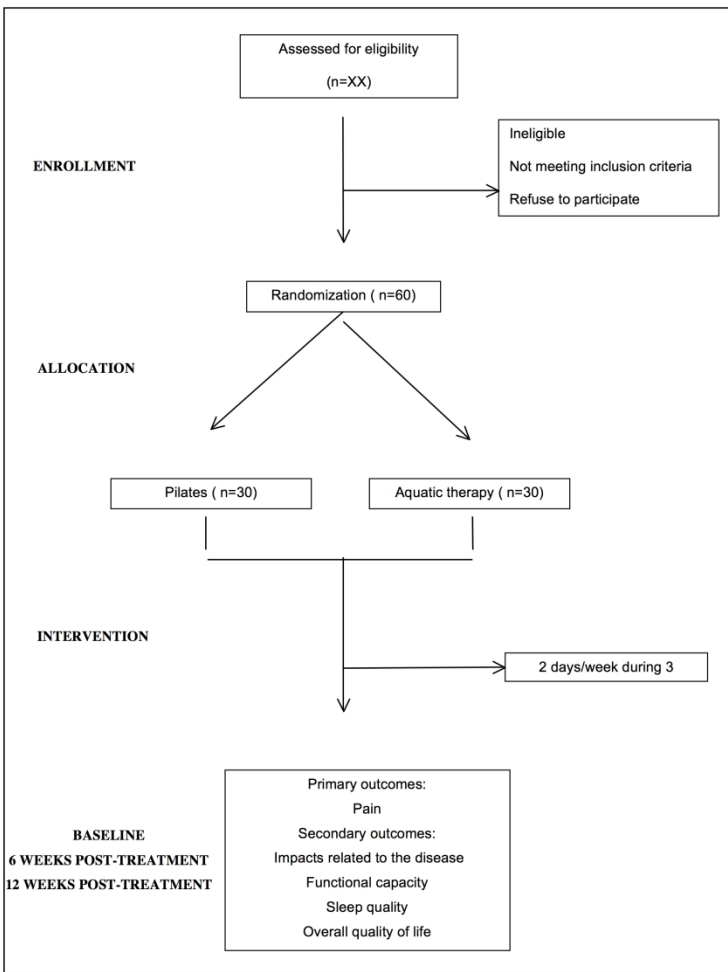 Assessed for eligibility
(n=XX)
Ineligible
ENROLLMENT
Not meeting inclusion criteria
Refuse to participate
Randomization ( n=60)
ALLOCATION
Pilates ( n=30)
Aquatic therapy ( n=30)
INTERVENTION
2 days/week during 3
Primary outcomes:
Pain
BASELINE
Secondary outcomes:
6 WEEKS POST-TREATMENT
Impacts related to the disease
12 WEEKS POST-TREATMENT
Functional capacity
Sleep quality
Overall quality of life